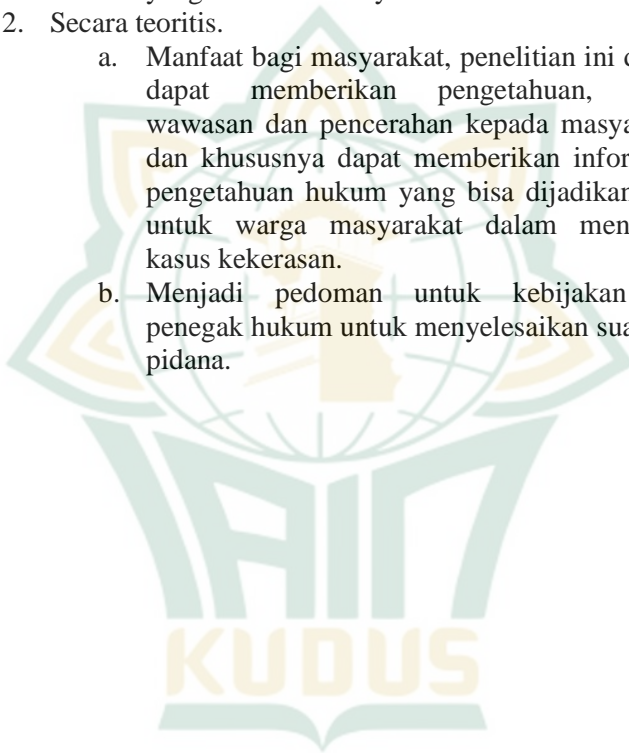 2. Secara teoritis.
a. Manfaat bagi masyarakat, penelitian ini
dapat memberikan pengetahuan,
wawasan dan pencerahan kepada
dan khususnya dapat memberikan
pengetahuan hukum yang bisa dijadikan
untuk warga masyarakat dalam
kasus kekerasan.
b. Menjadi pedoman untuk kebijakan
penegak hukum untuk menyelesaikan
pidana.
IAIN
KUDUS